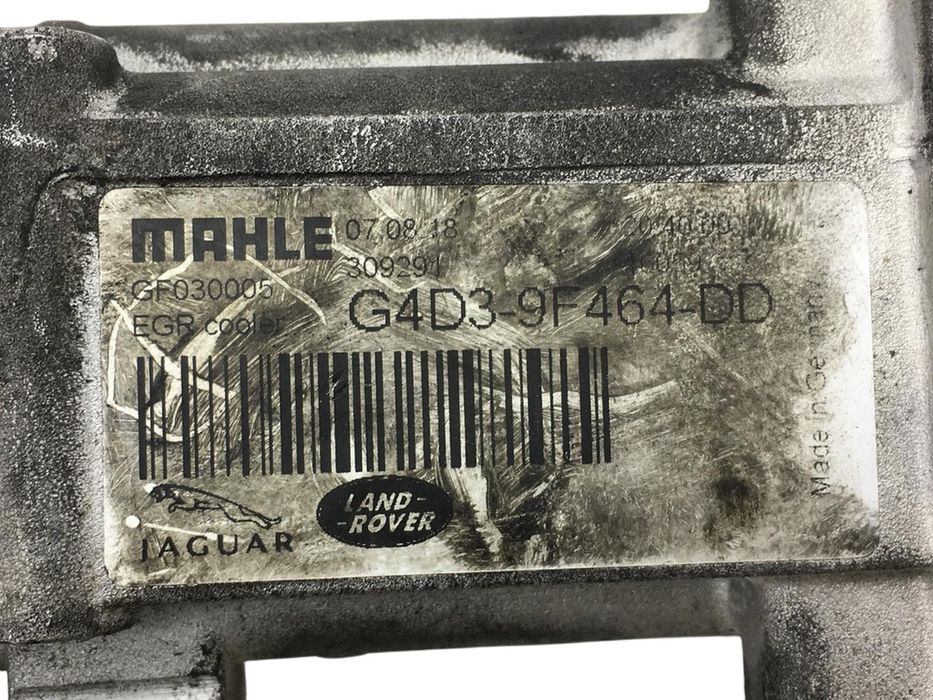 MAHLE 07.08.18
309291
GF030005 G4D3-9F464-DD
EGR cooler
JAGUAR
LAND-
-ROVER
Made in Germany